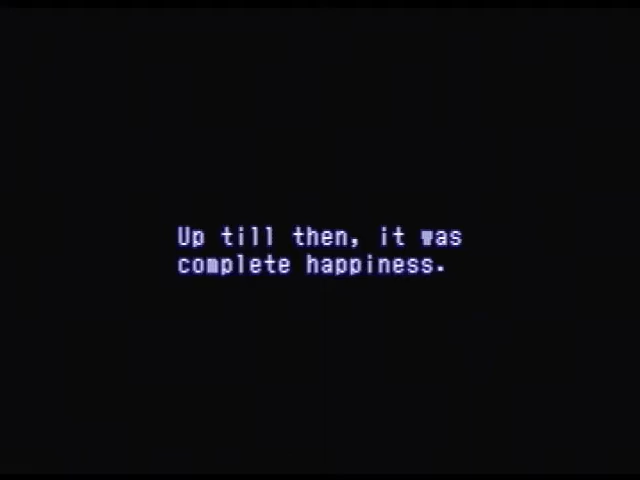 Up till then, it was
complete happiness.